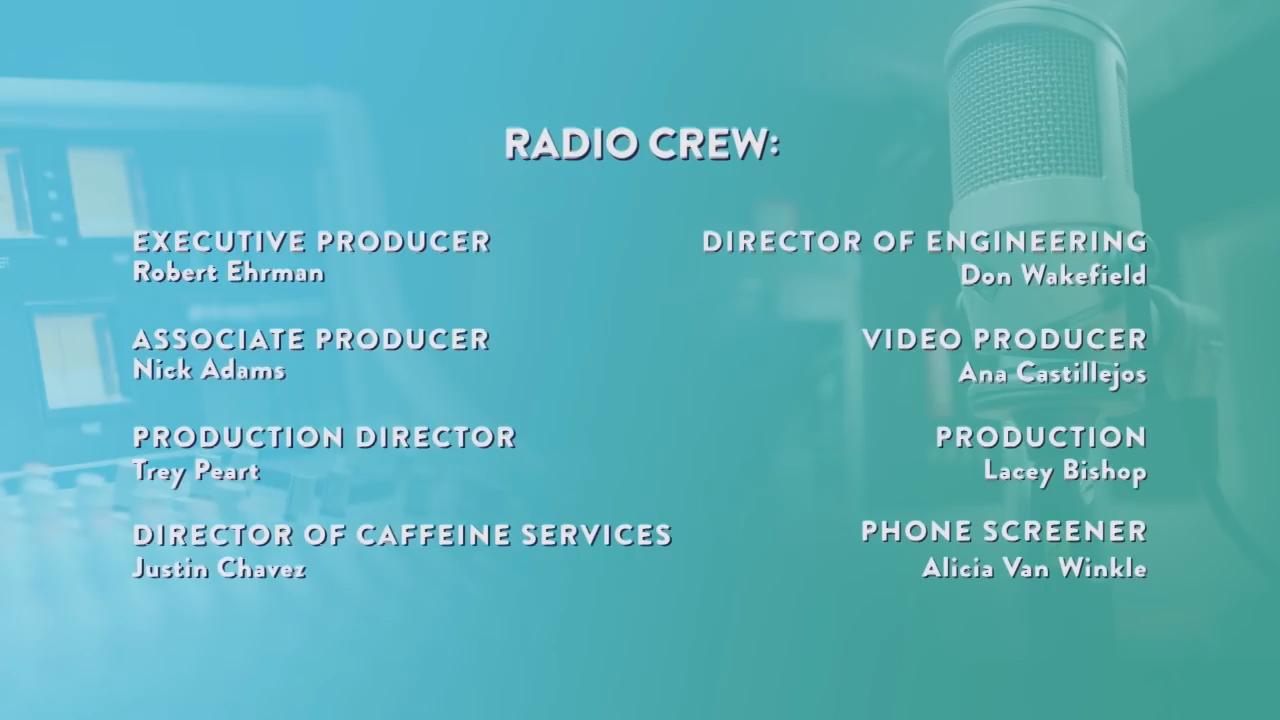 RADIO CREW:
EXECUTIVE PRODUCER
Robert Ehrman
ASSOCIATE PRODUCER
Nick Adams
PRODUCTION DIRECTOR
Trey Peart
DIRECTOR OF CAFFEINE SERVICES
Justin Chavez
DIRECTOR OF ENGINEERING
Don Wakefield
VIDEO PRODUCER
Ana Castillejos
PRODUCTION
Lacey Bishop
PHONE SCREENER
Alicia Van Winkle